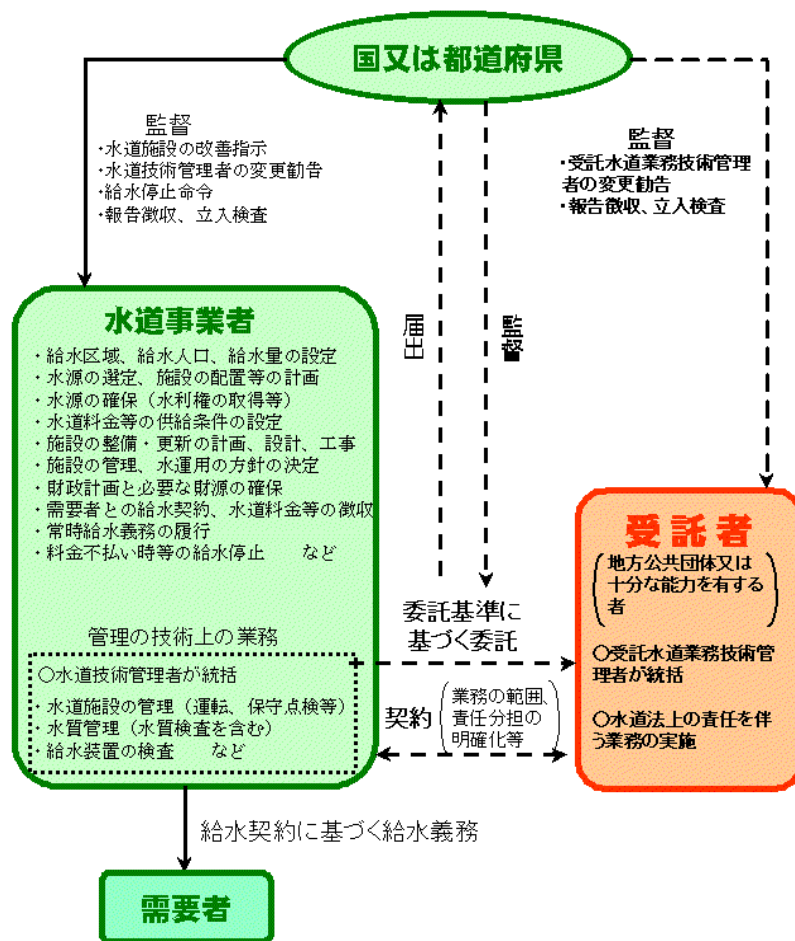 国又は都道府県
監督
・水道施設の改善指示
・水道技術管理者の変更勧告
・給水停止命令
・報告徴収、立入検査
監督
・受託水道業務技術管理
者の変更勧告
・報告徴収、立入検査
届出
監督
水道事業者
・給水区域、給水人口、給水量の設定
・水源の選定、施設の配置等の計画
・水源の確保（水利権の取得等）
・水道料金等の供給条件の設定
・施設の整備・更新の計画、設計、工事
・施設の管理、水運用の方針の決定
・財政計画と必要な財源の確保
・需要者との給水契約、水道料金等の徴収
・常時給水義務の履行
・料金不払い時等の給水停止　など
管理の技術上の業務
○水道技術管理者が統括
・水道施設の管理（運転、保守点検等）
・水質管理（水質検査を含む）
・給水装置の検査　など
委託基準に
基づく委託
契約
（業務の範囲、
責任分担の
明確化等
受託者
（地方公共団体又は
十分な能力を有する
者）
○受託水道業務技術管
理者が統括
○水道法上の責任を伴
う業務の実施
給水契約に基づく給水義務
需要者